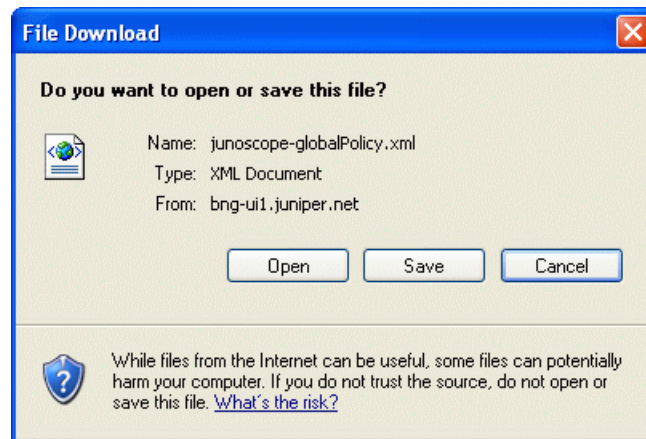 File Download
Do you want to open or save this file?
Name: junoscope-globalPolicy.xml
Type: XML Document
From: bng-ui1.juniper.net
Open Save Cancel
While files from the Internet can be useful, some files can potentially
harm your computer. If you do not trust the source, do not open or
save this file. What's the risk?